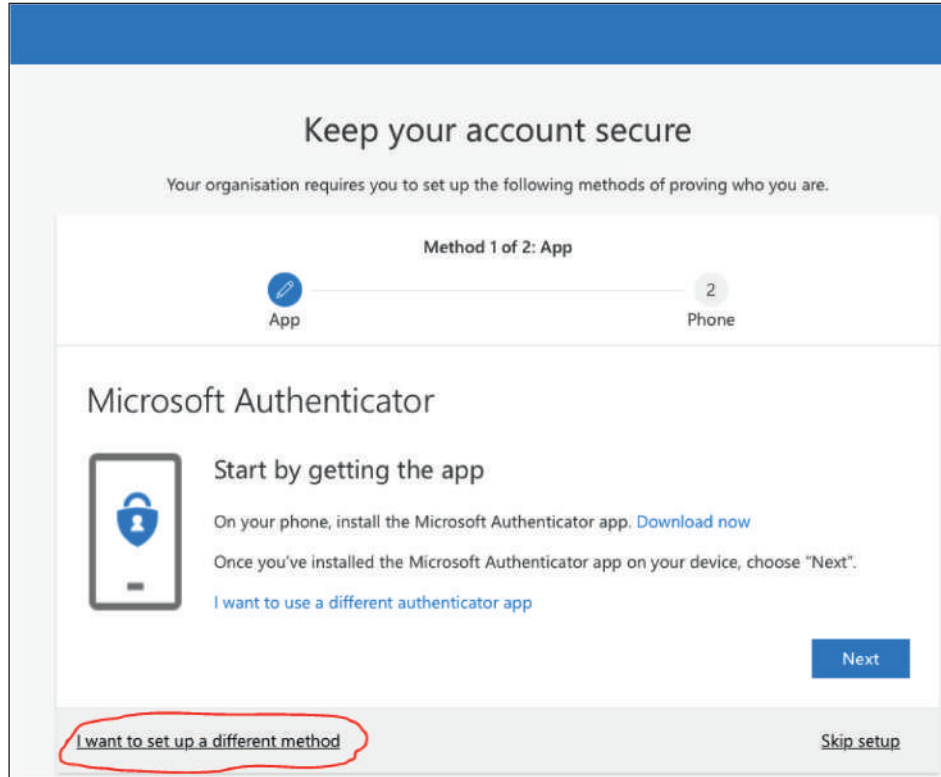 Keep your account secure
Your organisation requires you to set up the following methods of proving who you are.
Method 1 of 2: App
2
App
Phone
Microsoft Authenticator
Start by getting the app
On your phone, install the Microsoft Authenticator app. Download now
Once you've installed the Microsoft Authenticator app on your device, choose "Next".
I want to use a different authenticator app
Next
I want to set up a different method
Skip setup